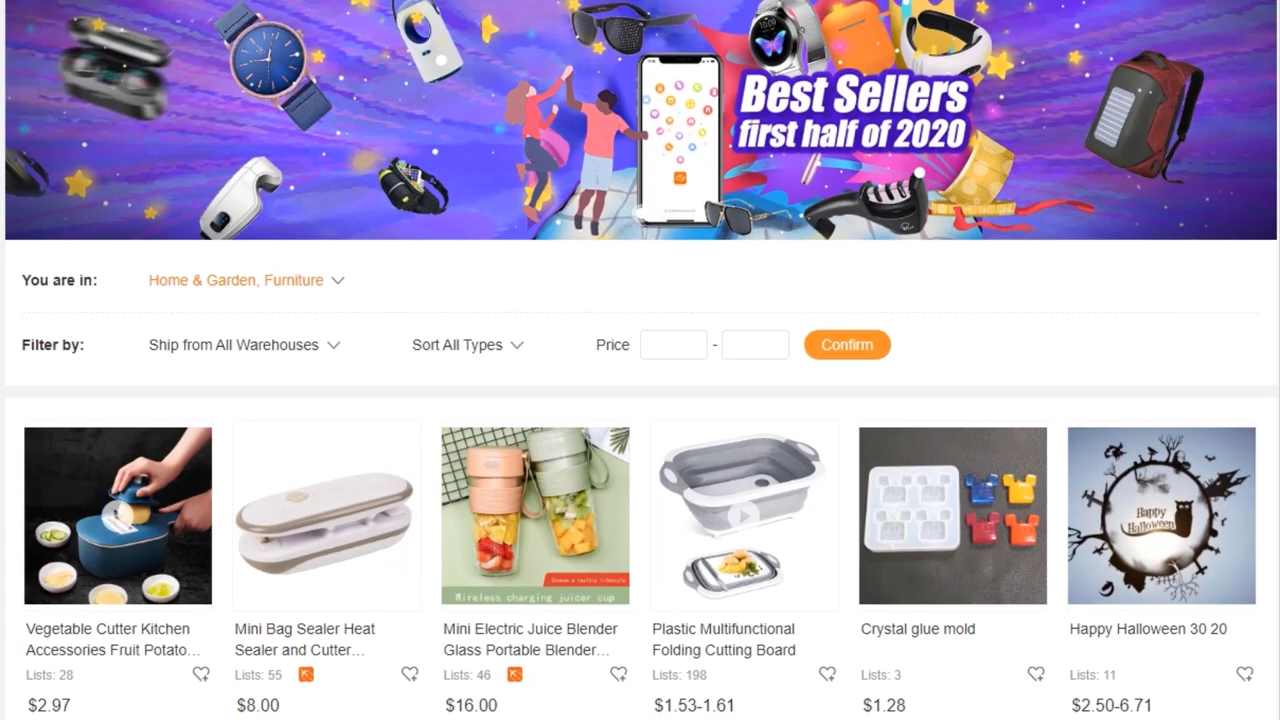 Best Sellers
first half of 2020
You are in: Home & Garden, Furniture
Filter by: Ship from All Warehouses Sort All Types Price - Confirm
Choose a healthy lifestyle
Wireless charging juicer cup
Happy
Halloween
Vegetable Cutter Kitchen
Accessories Fruit Potato...
Lists: 28
$2.97
Mini Bag Sealer Heat
Sealer and Cutter...
Lists: 55
$8.00
Mini Electric Juice Blender
Glass Portable Blender...
Lists: 46
$16.00
Plastic Multifunctional
Folding Cutting Board
Lists: 198
$1.53-1.61
Crystal glue mold
Lists: 3
$1.28
Happy Halloween 30 20
Lists: 11
$2.50-6.71